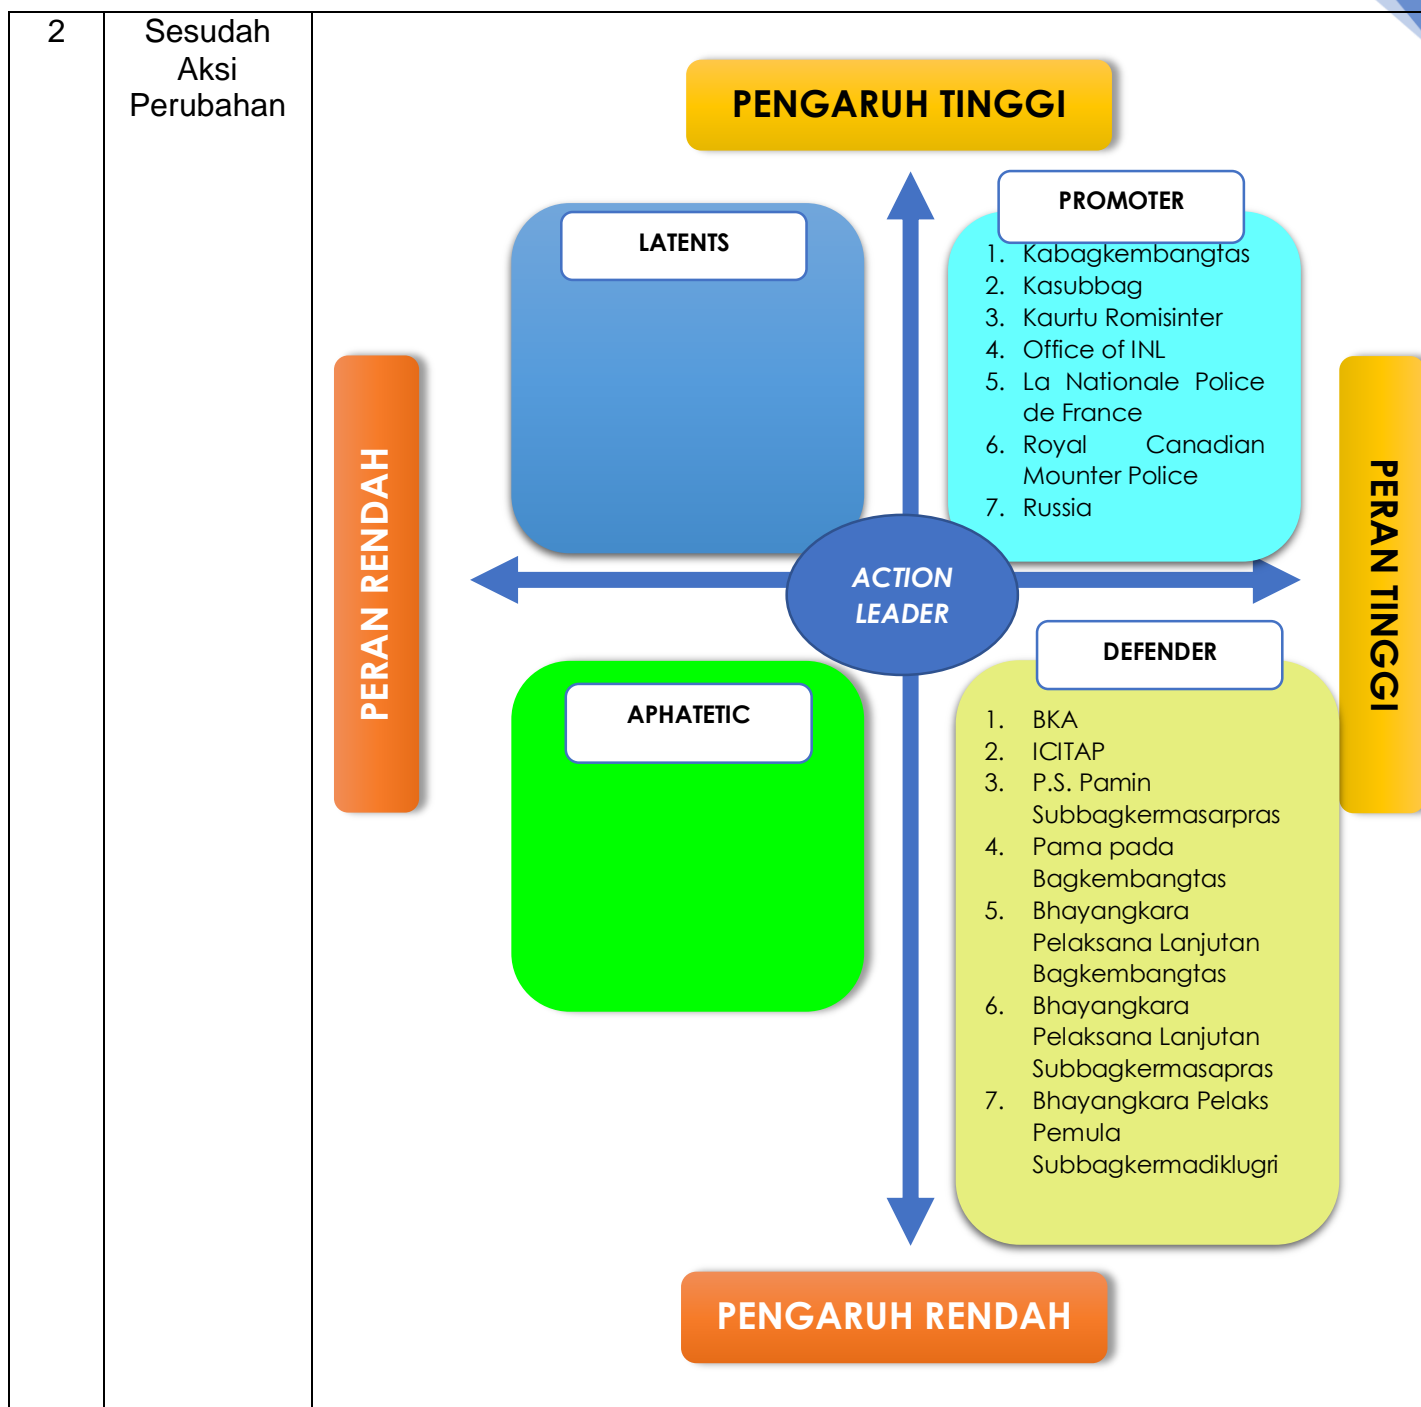 2
Sesudah
Aksi
Perubahan
PENGARUH TINGGI
LATENTS
PROMOTER
1. Kabagkembangtas
2. Kasubbag
3. Kaurtu Romisinter
4. Office of INL
5. La Nationale Police
de France
6. Royal Canadian
Mounter Police
7. Russia
PERAN RENDAH
ACTION
LEADER
PERAN TINGGI
APHATETIC
DEFENDER
1. BKA
2. ICITAP
3. P.S. Pamin
Subbagkermasarpras
4. Pama pada
Bagkembangtas
5. Bhayangkara
Pelaksana Lanjutan
Bagkembangtas
6. Bhayangkara
Pelaksana Lanjutan
Subbagkermasapras
7. Bhayangkara Pelaks
Pemula
Subbagkermadiklugri
PENGARUH RENDAH